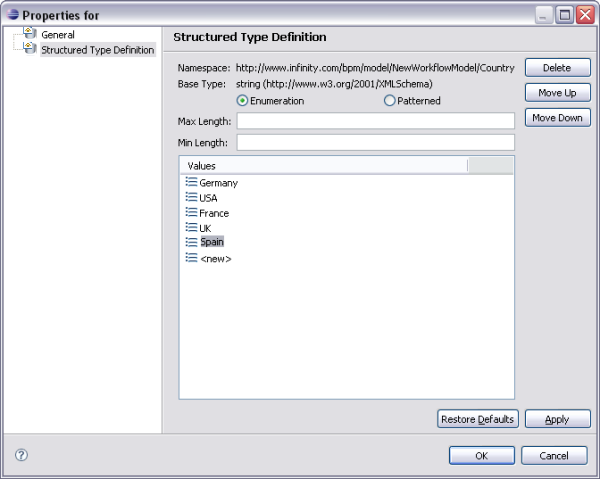 Properties for
General
Structured Type Definition
Structured Type Definition
Namespace: http://www.infinity.com/bpm/model/NewWorkflowModel/Country
Base Type: string (http://www.w3.org/2001/XMLSchema)
Enumeration Patterned
Max Length:
Min Length:
Delete
Move Up
Move Down
Values
Germany
USA
France
UK
Spain
<new>
Restore Defaults Apply
? OK Cancel